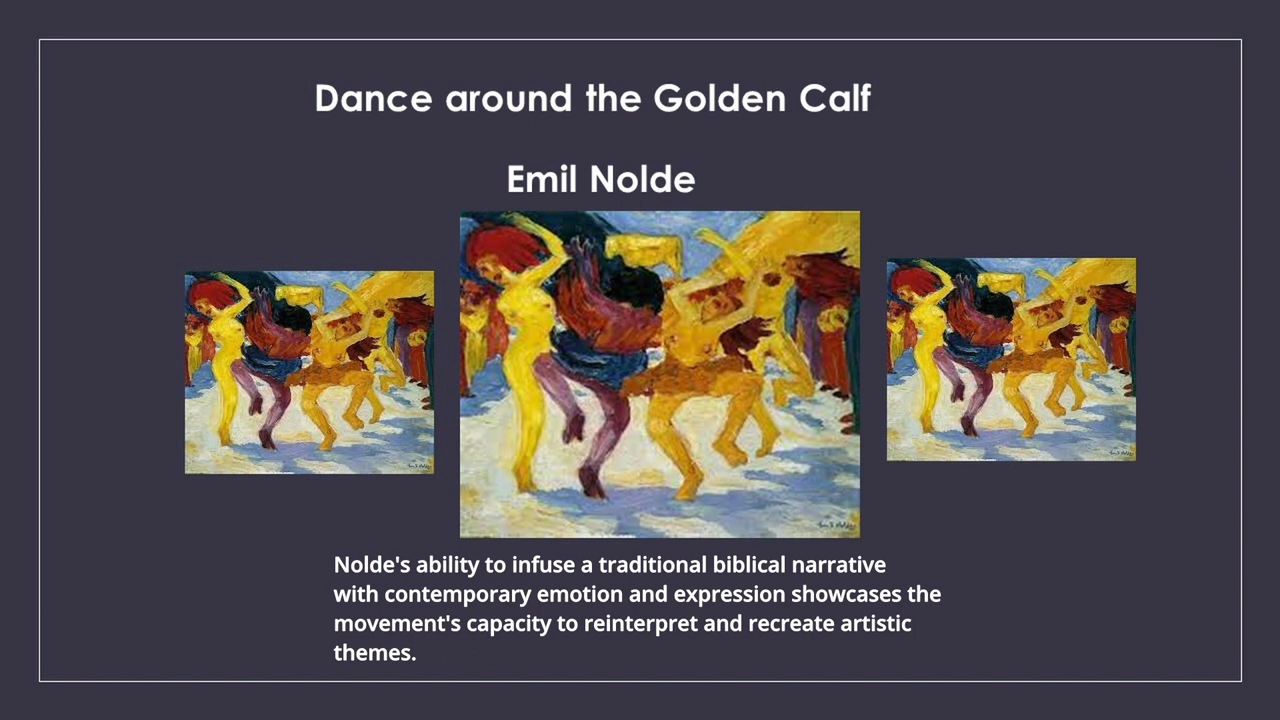 Dance around the Golden Calf
Emil Nolde
Nolde's ability to infuse a traditional biblical narrative
with contemporary emotion and expression showcases the
movement's capacity to reinterpret and recreate artistic
themes.